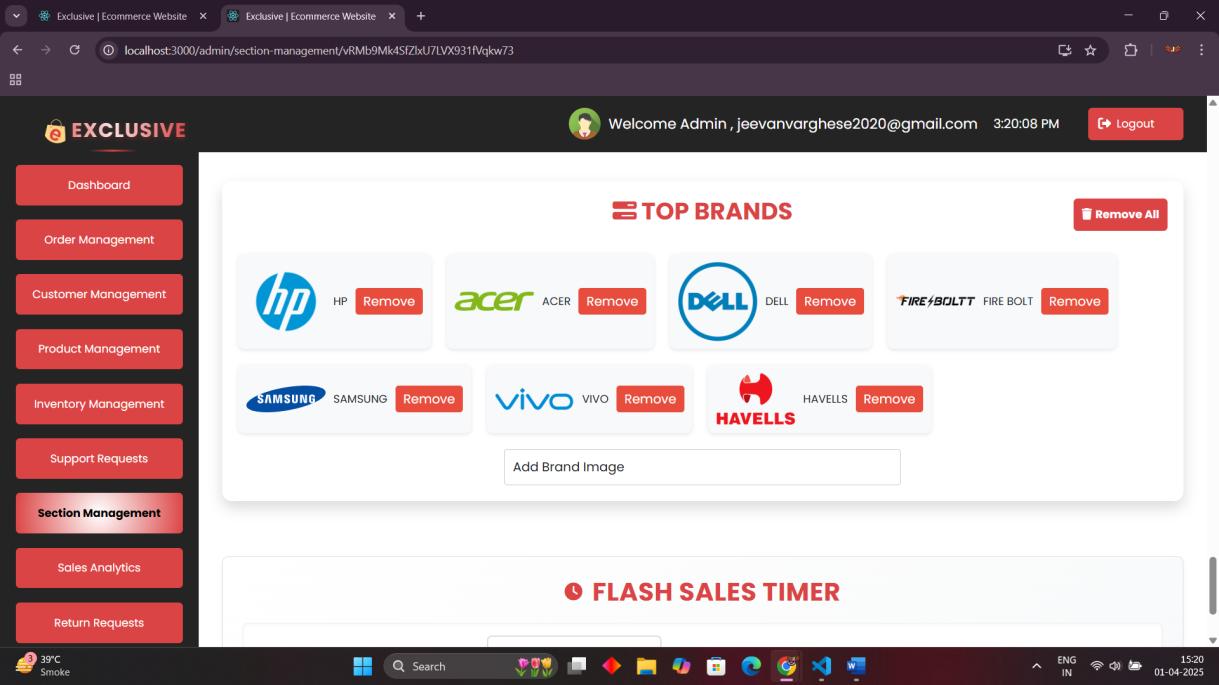 Exclusive | Ecommerce Website
Exclusive | Ecommerce Website
localhost:3000/admin/section-management/vRMb9Mk4SfZlxU7LVX931fVqkw73
e EXCLUSIVE
Welcome Admin , jeevanvarghese2020@gmail.com 3:20:08 PM Logout
Dashboard
Order Management
Customer Management
Product Management
Inventory Management
Support Requests
Section Management
Sales Analytics
Return Requests
TOP BRANDS
Remove All
hp HP Remove
acer ACER Remove
DELL DELL Remove
FIRE BOLTT FIRE BOLT Remove
SAMSUNG SAMSUNG Remove
vivo VIVO Remove
HAVELLS HAVELLS Remove
Add Brand Image
FLASH SALES TIMER
3
39°C
Smoke
Search
ENG
IN
15:20
01-04-2025